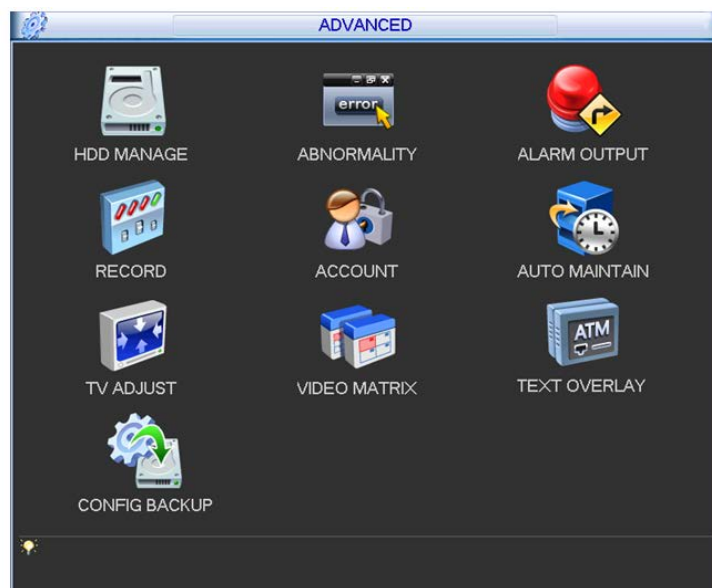 ADVANCED
error
HDD MANAGE
ABNORMALITY
ALARM OUTPUT
RECORD
ACCOUNT
AUTO MAINTAIN
ATM
TV ADJUST
VIDEO MATRIX
TEXT OVERLAY
CONFIG BACKUP